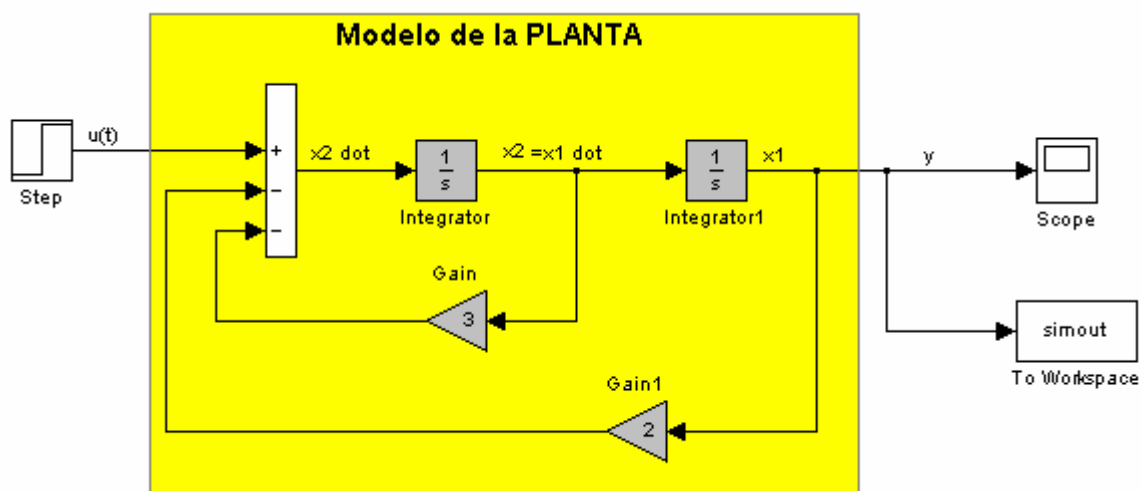 Modelo de la PLANTA
u(t)
Step
+
−
−
x2 dot
1
s
Integrator
x2 =x1 dot
1
s
Integrator1
x1
y
Scope
Gain
3
simout
To Workspace
Gain1
2